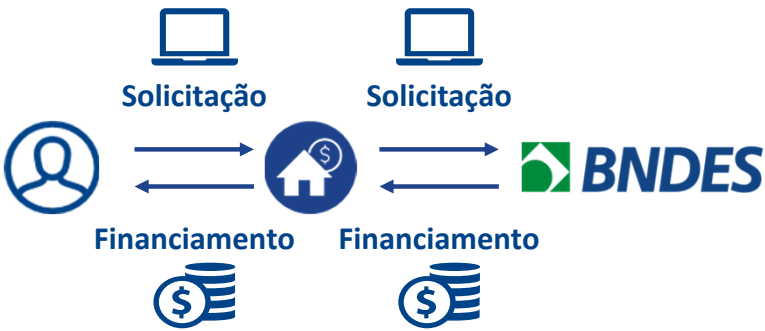 Solicitação
Solicitação
$
BNDES
Financiamento
Financiamento
$
$